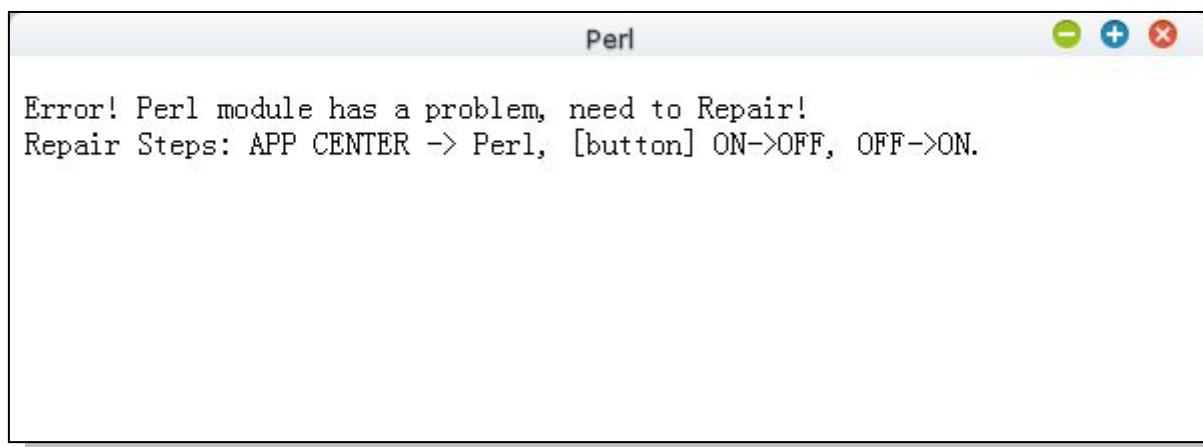 Perl
Error! Perl module has a problem, need to Repair!
Repair Steps: APP CENTER -> Perl, [button] ON->OFF, OFF->ON.